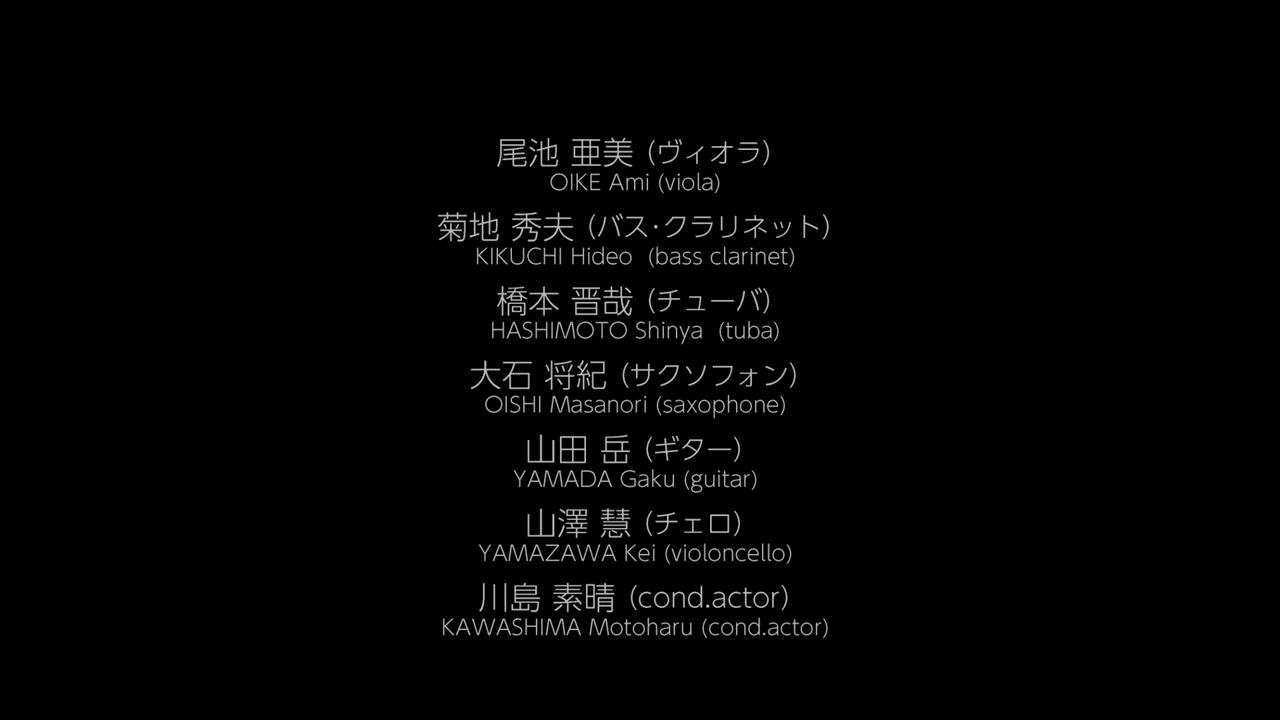 尾池 亜美 (ヴィオラ)
OIKE Ami (viola)
菊地 秀夫 (バス・クラリネット)
KIKUCHI Hideo (bass clarinet)
橋本 晋哉 (チューバ)
HASHIMOTO Shinya (tuba)
大石 将紀 (サクソフォン)
OISHI Masanori (saxophone)
山田 岳 (ギター)
YAMADA Gaku (guitar)
山澤 慧 (チェロ)
YAMAZAWA Kei (violoncello)
川島 素晴 (cond.actor)
KAWASHIMA Motoharu (cond.actor)